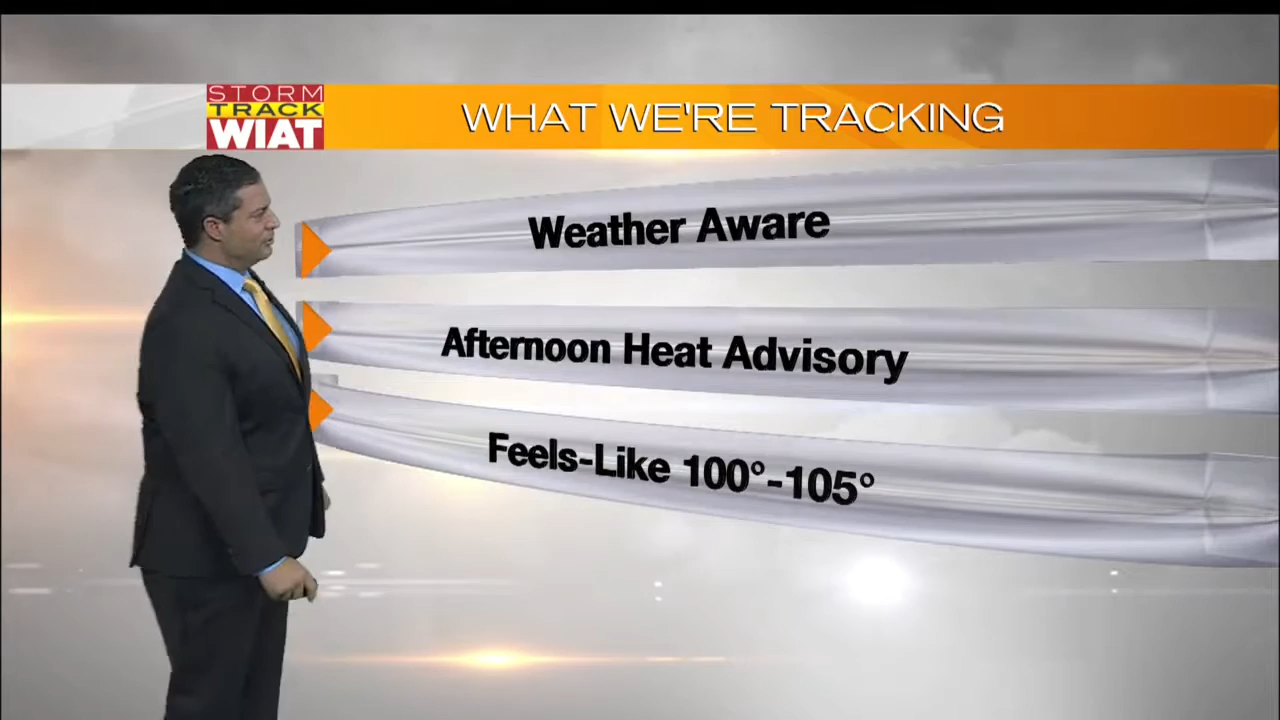 STORM
TRACK
WIAT
WHAT WE'RE TRACKING
Weather Aware
Afternoon Heat Advisory
Feels-Like 100°-105°